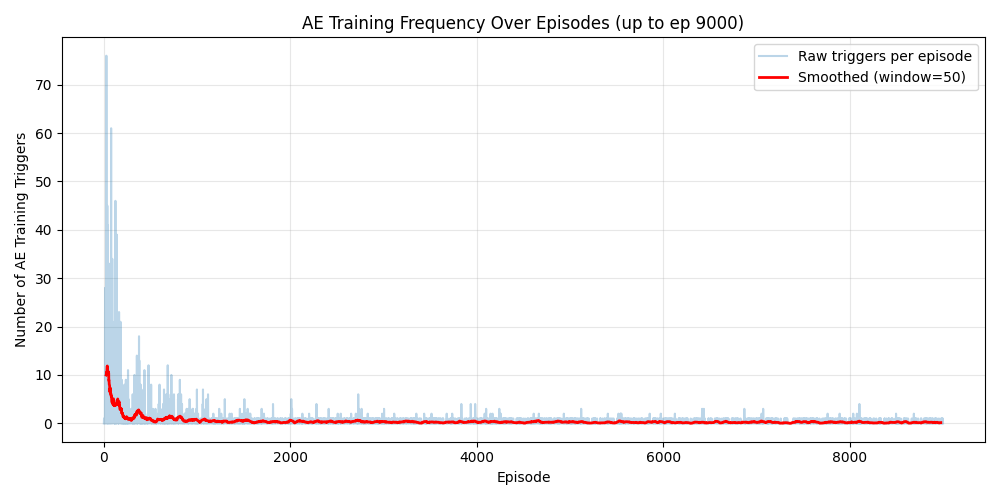 AE Training Frequency Over Episodes (up to ep 9000)
Raw triggers per episode
Smoothed (window=50)
Number of AE Training Triggers
70
60
50
40
30
20
10
0
0 2000 4000 6000 8000
Episode